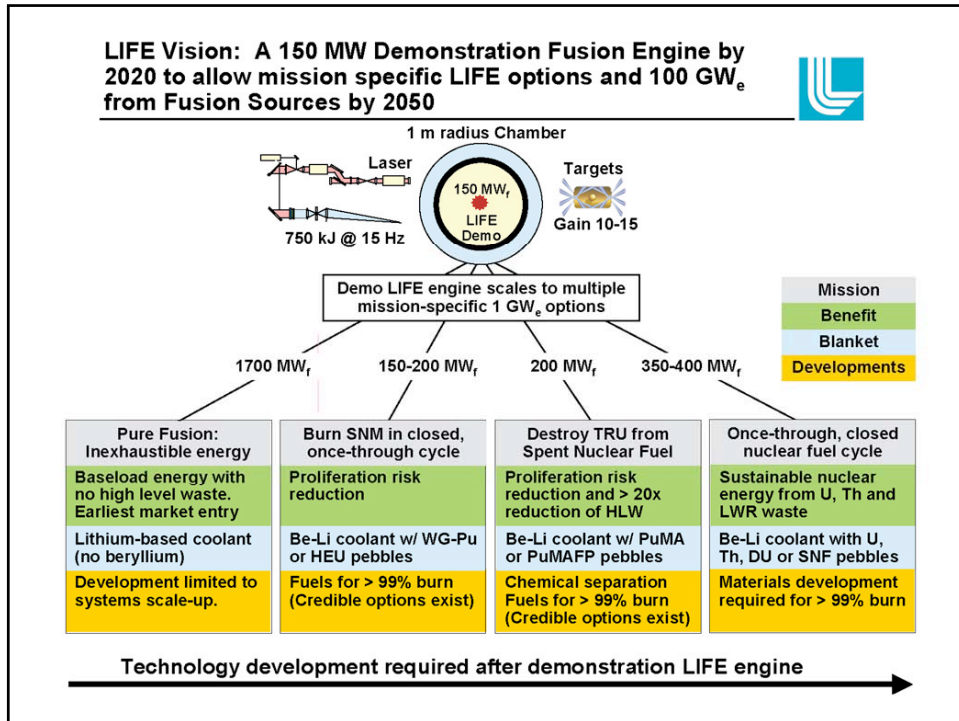 LIFE Vision: A 150 MW Demonstration Fusion Engine by
2020 to allow mission specific LIFE options and 100 GWe
from Fusion Sources by 2050
1 m radius Chamber
Laser
750 kJ @ 15 Hz
150 MWf
LIFE
Demo
Targets
Gain 10-15
Demo LIFE engine scales to multiple
mission-specific 1 GWe options
Mission
Benefit
Blanket
Developments
1700 MWf
150-200 MWf
200 MWf
350-400 MWf
Pure Fusion:
Inexhaustible energy
Baseload energy with
no high level waste.
Earliest market entry
Lithium-based coolant
(no beryllium)
Development limited to
systems scale-up.
Burn SNM in closed,
once-through cycle
Proliferation risk
reduction
Be-Li coolant w/ WG-Pu
or HEU pebbles
Fuels for > 99% burn
(Credible options exist)
Destroy TRU from
Spent Nuclear Fuel
Proliferation risk
reduction and > 20x
reduction of HLW
Be-Li coolant w/ PuMA
or PuMAFP pebbles
Chemical separation
Fuels for > 99% burn
(Credible options exist)
Once-through, closed
nuclear fuel cycle
Sustainable nuclear
energy from U, Th and
LWR waste
Be-Li coolant with U,
Th, DU or SNF pebbles
Materials development
required for > 99% burn
Technology development required after demonstration LIFE engine